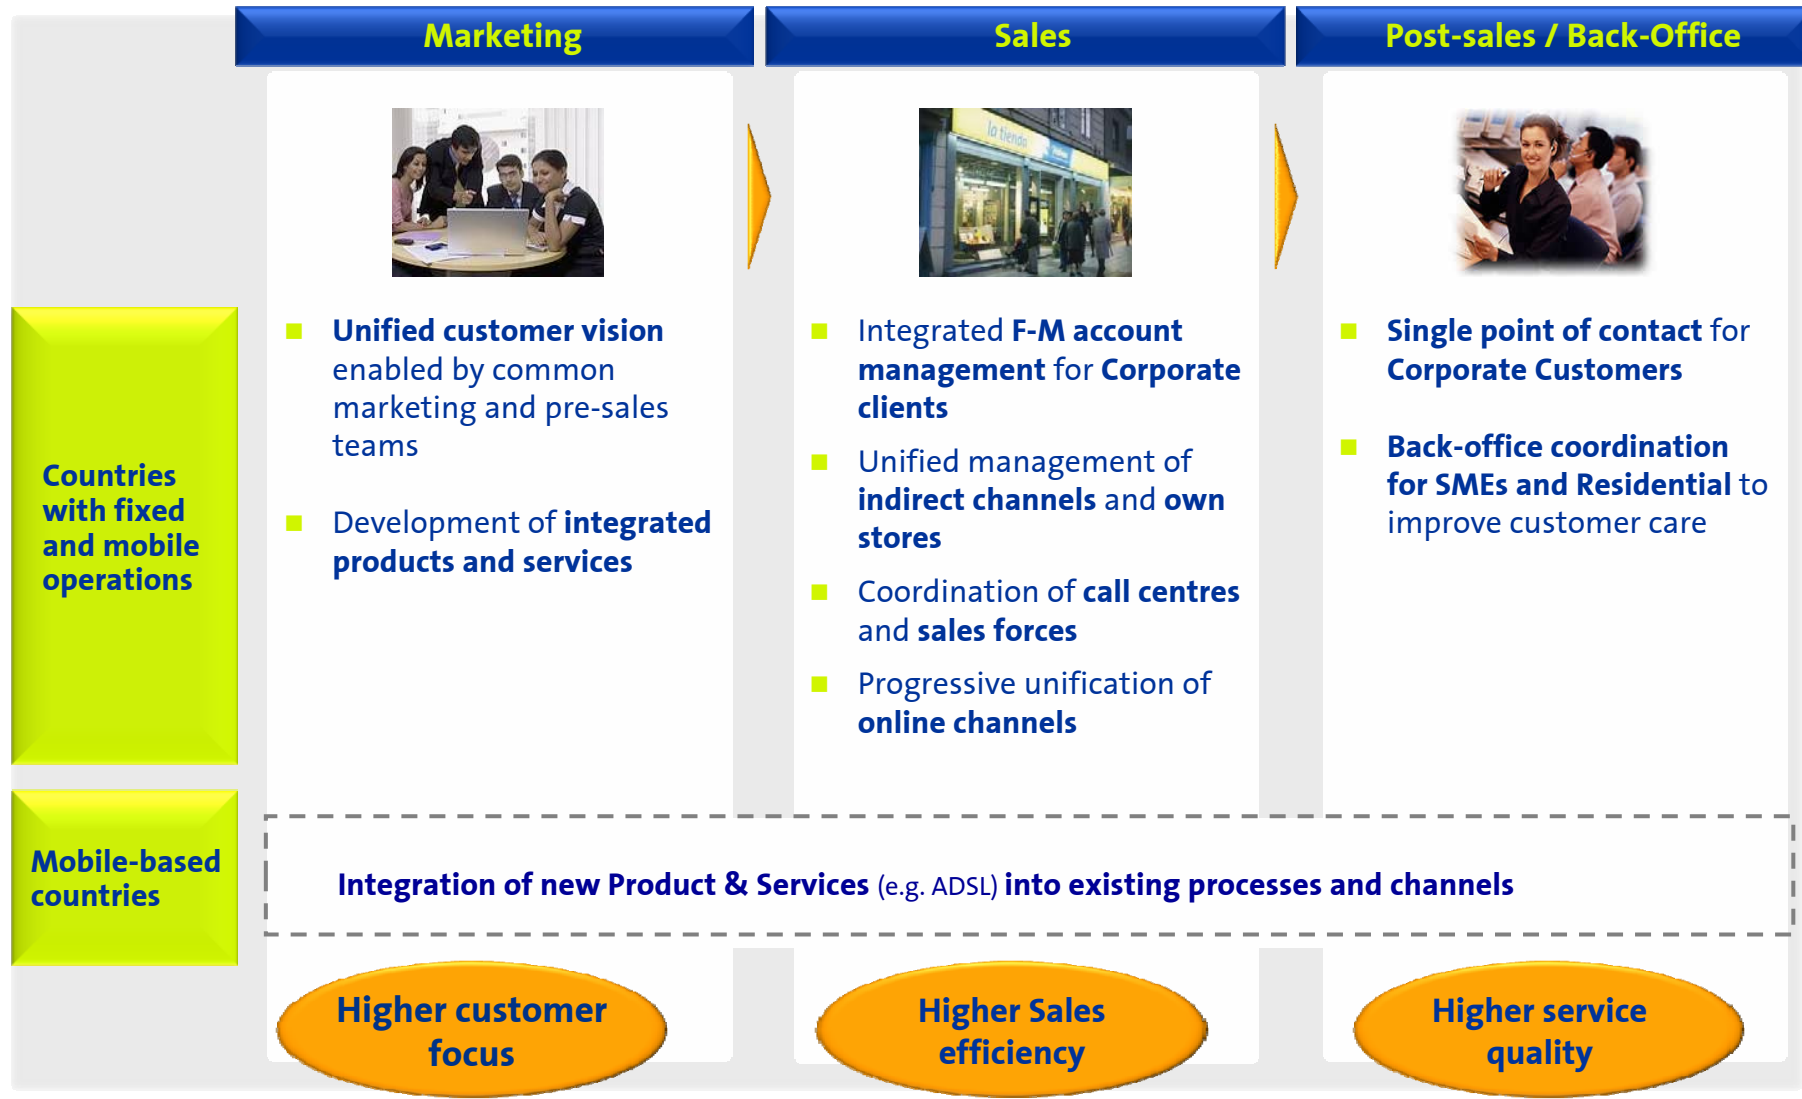 Marketing
Sales
Post-sales / Back-Office
la tienda
Countries
with fixed
and mobile
operations
Unified customer vision
enabled by common
marketing and pre-sales
teams
Development of integrated
products and services
Integrated F-M account
management for Corporate
clients
Unified management of
indirect channels and own
stores
Coordination of call centres
and sales forces
Progressive unification of
online channels
Single point of contact for
Corporate Customers
Back-office coordination
for SMEs and Residential to
improve customer care
Mobile-based
countries
Integration of new Product & Services (e.g. ADSL) into existing processes and channels
Higher customer
focus
Higher Sales
efficiency
Higher service
quality